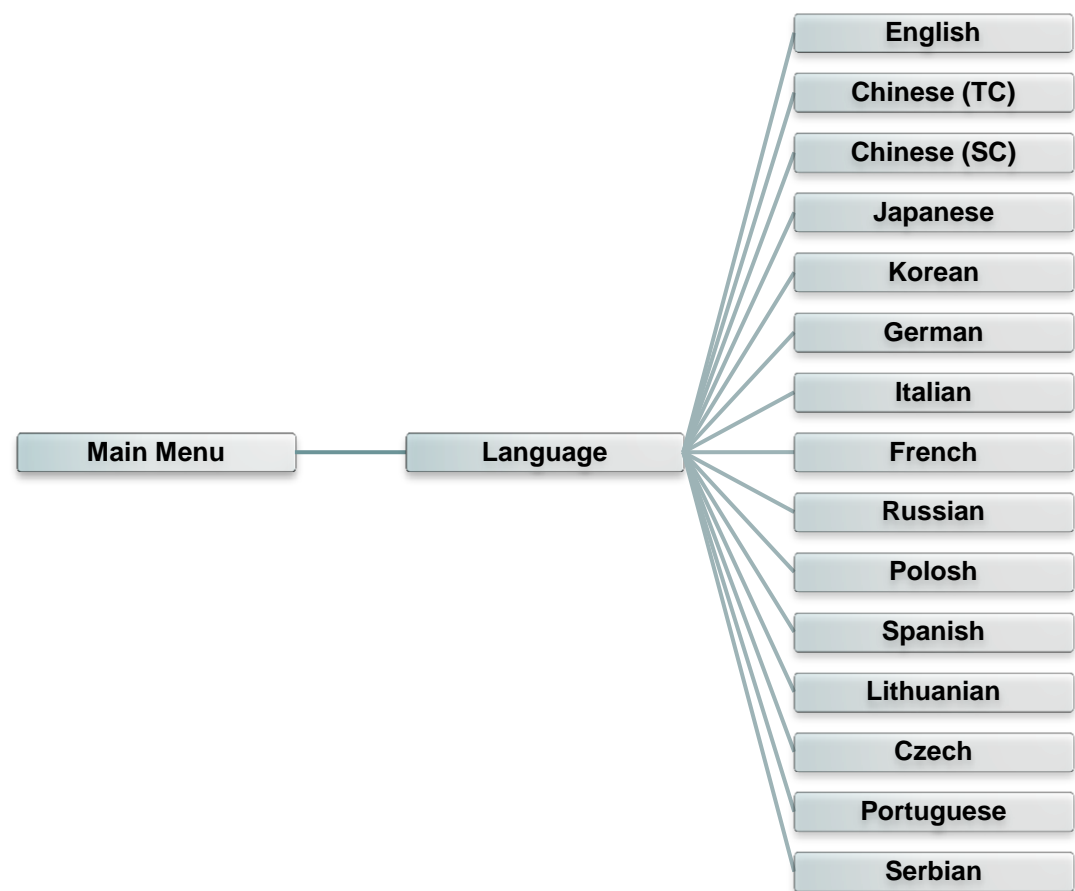 Main Menu
Language
English
Chinese (TC)
Chinese (SC)
Japanese
Korean
German
Italian
French
Russian
Polosh
Spanish
Lithuanian
Czech
Portuguese
Serbian